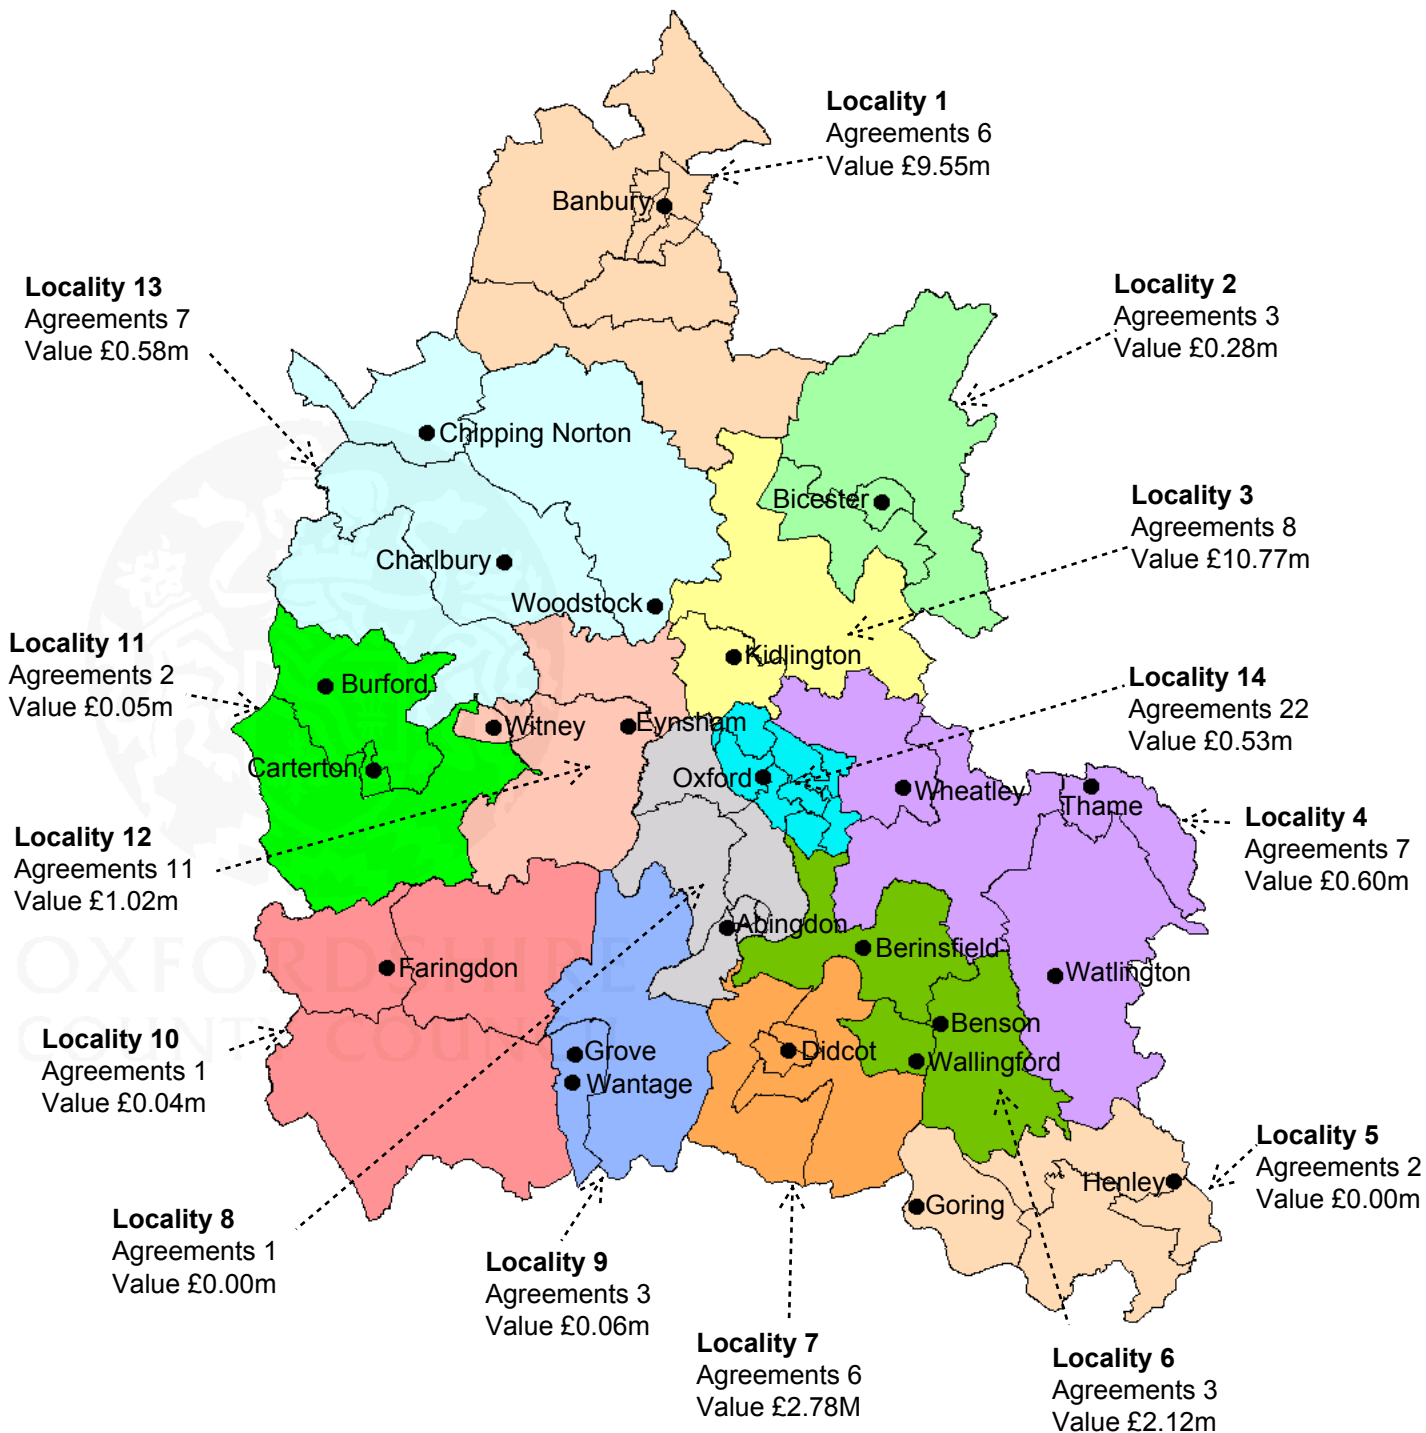 Locality 1
Agreements 6
Value £9.55m
Banbury
Locality 13
Agreements 7
Value £0.58m
Locality 2
Agreements 3
Value £0.28m
Chipping Norton
Bicester
Locality 3
Agreements 8
Value £10.77m
Charlbury
Woodstock
Locality 11
Agreements 2
Value £0.05m
Kidlington
Burford
Locality 14
Agreements 22
Value £0.53m
Witney
Eynsham
Carterton
Oxford
Wheatley
Thame
Locality 4
Agreements 7
Value £0.60m
Locality 12
Agreements 11
Value £1.02m
Abingdon
Berinsfield
OXFORDSHIRE
COUNTY COUNCIL
Faringdon
Watlington
Locality 10
Agreements 1
Value £0.04m
Benson
Grove
Didcot
Wallingford
Wantage
Locality 5
Agreements 2
Value £0.00m
Henley
Goring
Locality 8
Agreements 1
Value £0.00m
Locality 9
Agreements 3
Value £0.06m
Locality 7
Agreements 6
Value £2.78M
Locality 6
Agreements 3
Value £2.12m